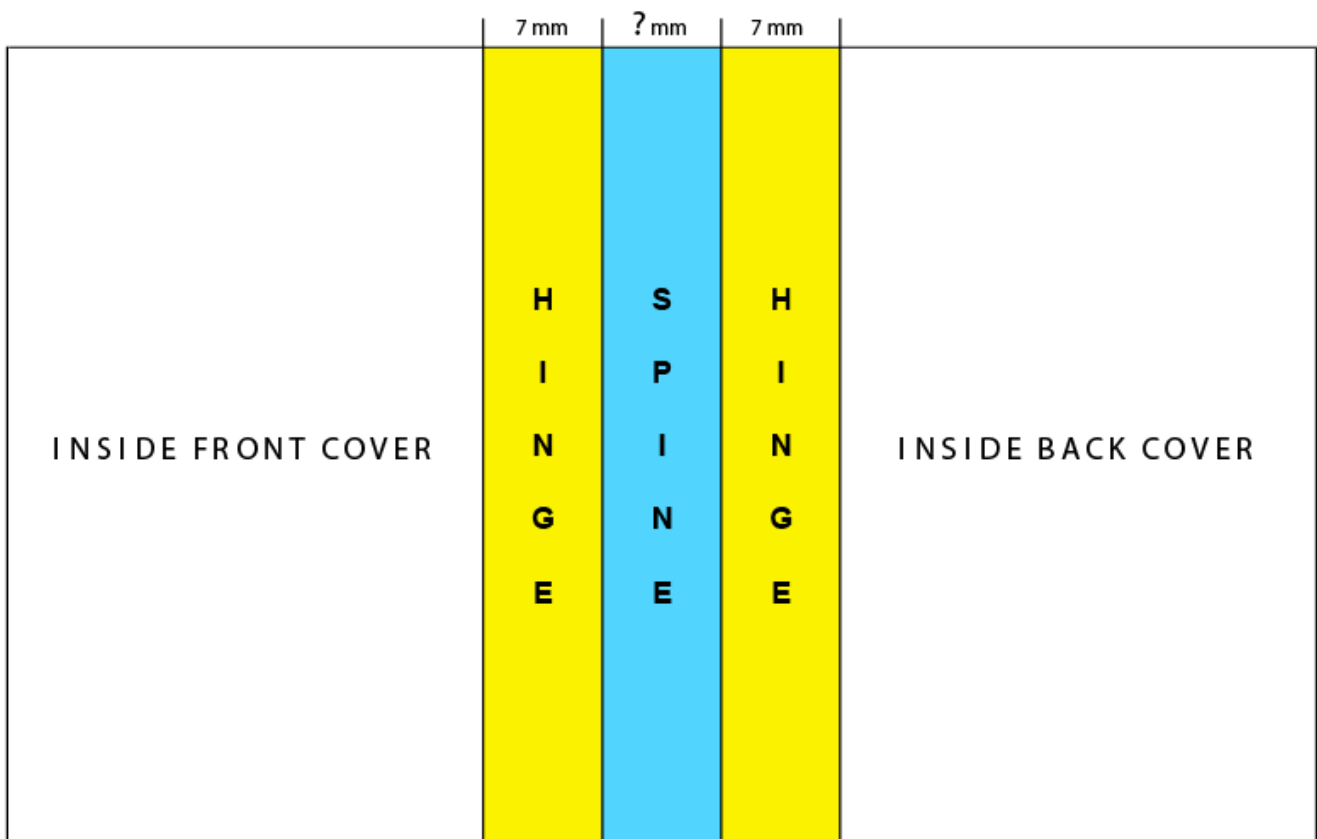 7 mm ? mm 7 mm
H S H
I P I
INSIDE FRONT COVER N I N INSIDE BACK COVER
G N G
E E E